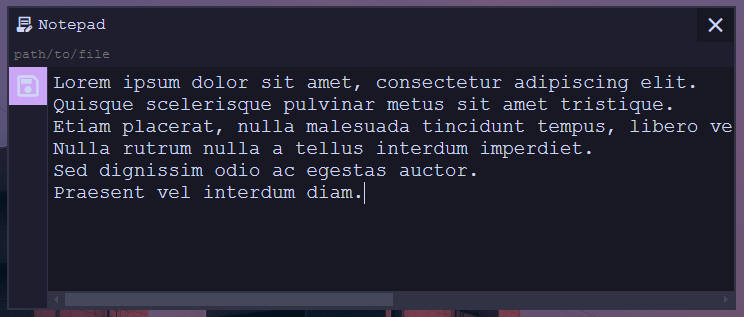 Notepad
path/to/file
Lorem ipsum dolor sit amet, consectetur adipiscing elit.
Quisque scelerisque pulvinar metus sit amet tristique.
Etiam placerat, nulla malesuada tincidunt tempus, libero ve
Nulla rutrum nulla a tellus interdum imperdiet.
Sed dignissim odio ac egestas auctor.
Praesent vel interdum diam.